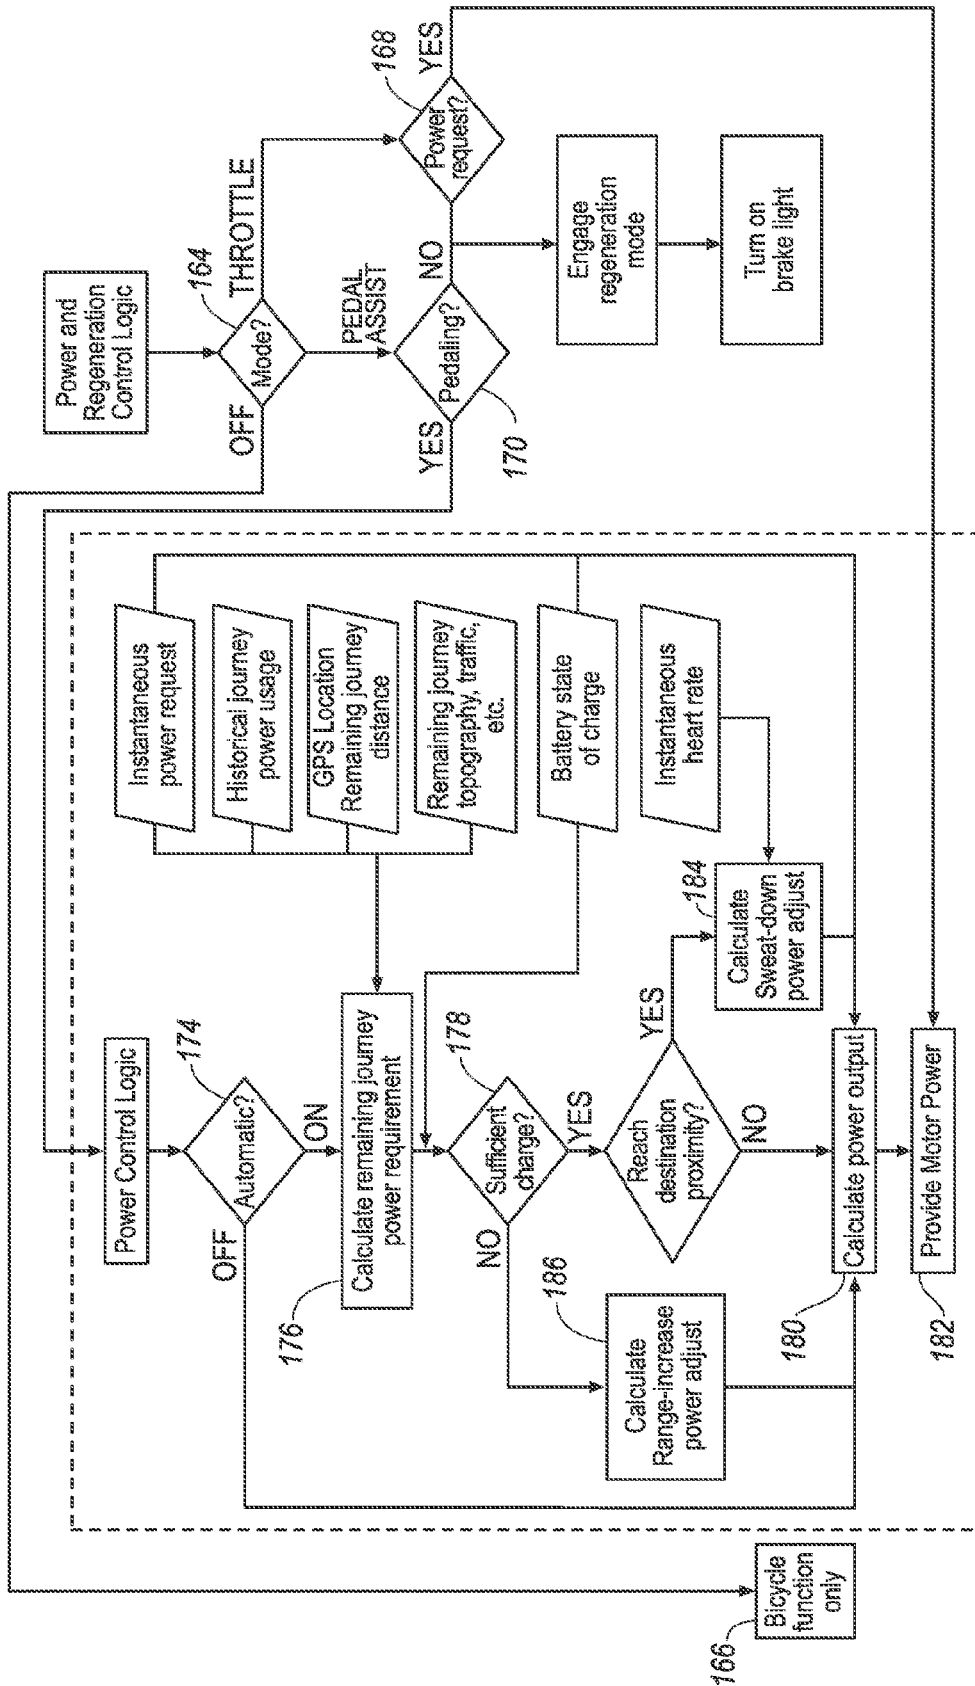 Power and
Regeneration
Control Logic
164
Mode?
OFF
THROTTLE
PEDAL
ASSIST
168
Power
request?
YES
Pedaling?
YES
NO
170
Engage
regeneration
mode
Turn on
brake light
Power Control Logic
174
Automatic?
OFF
ON
176
Calculate remaining journey
power requirement
178
Sufficient
charge?
NO
YES
186
Calculate
Range-increase
power adjust
Reach
destination
proximity?
YES
NO
184
Calculate
Sweat-down
power adjust
180
Calculate power output
182
Provide Motor Power
Instantaneous
power request
Historical journey
power usage
GPS Location
Remaining journey
distance
Remaining journey
topography, traffic,
etc.
Battery state
of charge
Instantaneous
heart rate
166
Bicycle
function
only